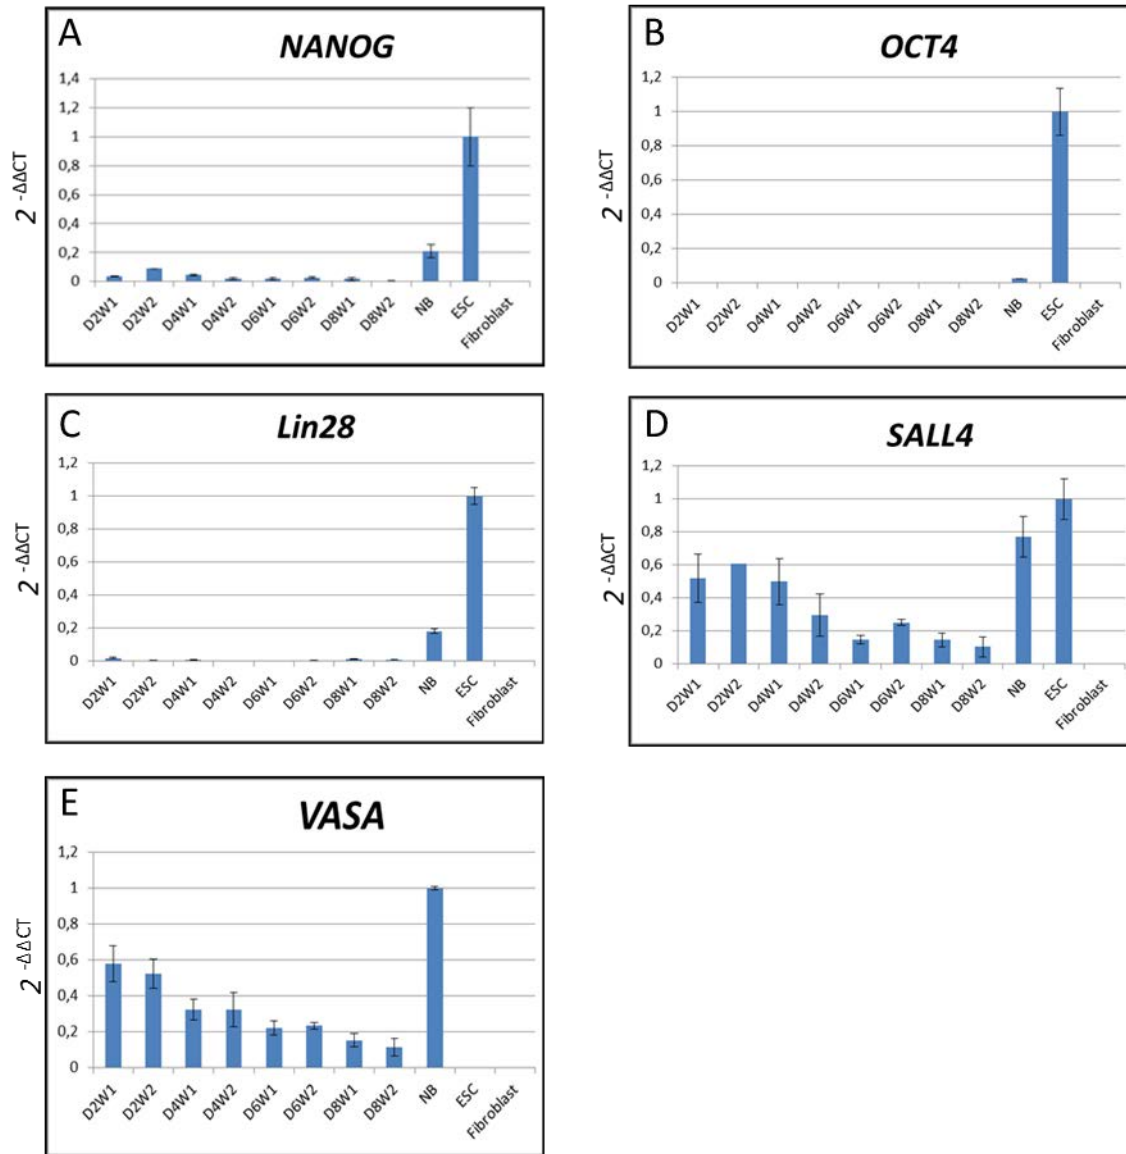 A
NANOG
2 -ΔΔCT
1,4
1,2
1
0,8
0,6
0,4
0,2
0
D2W1 D2W2 D4W1 D4W2 D6W1 D6W2 D8W1 D8W2 NB ESC Fibroblast
B
OCT4
2 -ΔΔCT
1,2
1
0,8
0,6
0,4
0,2
0
D2W1 D2W2 D4W1 D4W2 D6W1 D6W2 D8W1 D8W2 NB ESC Fibroblast
C
Lin28
2 -ΔΔCT
1,2
1
0,8
0,6
0,4
0,2
0
D2W1 D2W2 D4W1 D4W2 D6W1 D6W2 D8W1 D8W2 NB ESC Fibroblast
D
SALL4
2 -ΔΔCT
1,2
1
0,8
0,6
0,4
0,2
0
D2W1 D2W2 D4W1 D4W2 D6W1 D6W2 D8W1 D8W2 NB ESC Fibroblast
E
VASA
2 -ΔΔCT
1,2
1
0,8
0,6
0,4
0,2
0
D2W1 D2W2 D4W1 D4W2 D6W1 D6W2 D8W1 D8W2 NB ESC Fibroblast